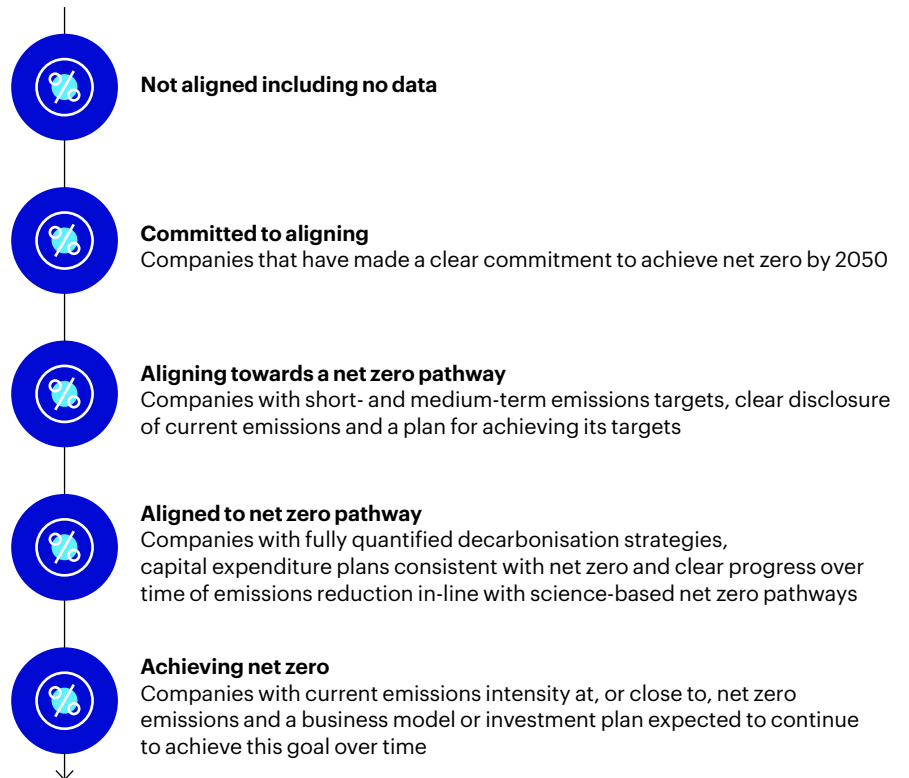 Not aligned including no data
Committed to aligning
Companies that have made a clear commitment to achieve net zero by 2050
Aligning towards a net zero pathway
Companies with short- and medium-term emissions targets, clear disclosure
of current emissions and a plan for achieving its targets
Aligned to net zero pathway
Companies with fully quantified decarbonisation strategies,
capital expenditure plans consistent with net zero and clear progress over
time of emissions reduction in-line with science-based net zero pathways
Achieving net zero
Companies with current emissions intensity at, or close to, net zero
emissions and a business model or investment plan expected to continue
to achieve this goal over time